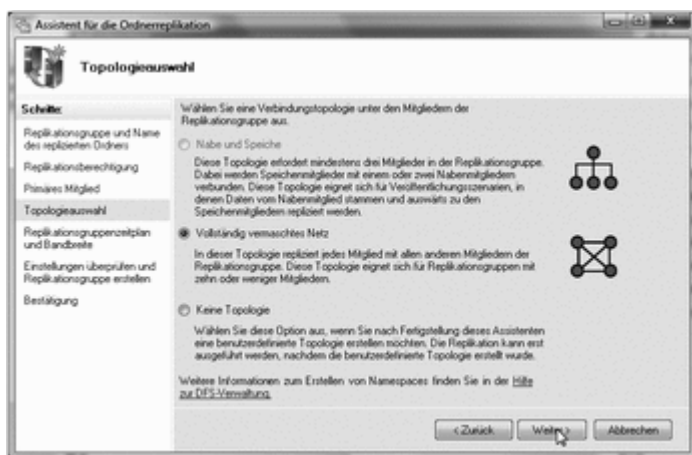 Assistent für die Ordnerreplikation
Topologieauswahl
Schritte:
Replikationsgruppe und Name
des replizierten Ordners
Replikationsberechtigung
Primäres Mitglied
Topologieauswahl
Replikationsgruppenzeitplan
und Bandbreite
Einstellungen überprüfen und
Replikationsgruppe erstellen
Bestätigung
Wählen Sie eine Verbindungstopologie unter den Mitgliedern der
Replikationsgruppe aus.
Nabe und Speiche
Diese Topologie erfordert mindestens drei Mitglieder in der Replikationsgruppe.
Dabei werden Speichenmitglieder mit einem oder zwei Nabenmitgliedern
verbunden. Diese Topologie eignet sich für Veröffentlichungsszenarien, in
denen Daten vom Nabenmitglied stammen und auswärts zu den
Speichenmitgliedern repliziert werden.
Vollständig vermaschtes Netz
In dieser Topologie repliziert jedes Mitglied mit allen anderen Mitgliedern der
Replikationsgruppe. Diese Topologie eignet sich für Replikationsgruppen mit
zehn oder weniger Mitgliedern.
Keine Topologie
Wählen Sie diese Option aus, wenn Sie nach Fertigstellung dieses Assistenten
eine benutzerdefinierte Topologie erstellen möchten. Die Replikation kann erst
ausgeführt werden, nachdem die benutzerdefinierte Topologie erstellt wurde.
Weitere Informationen zum Erstellen von Namespaces finden Sie in der Hilfe
zur DFS-Verwaltung.
< Zurück Weiter > Abbrechen